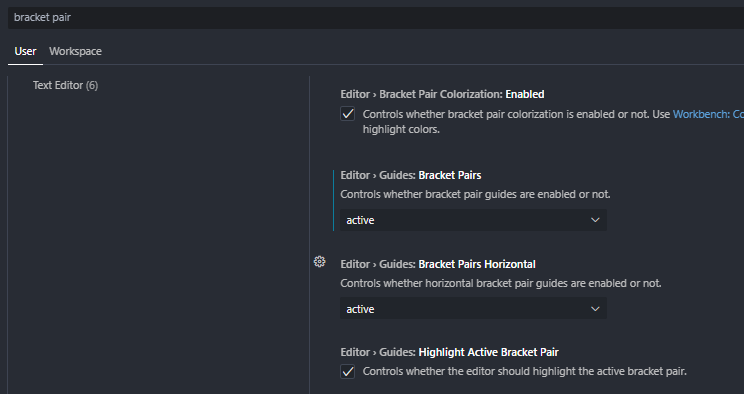 bracket pair
User Workspace
Text Editor (6)
Editor › Bracket Pair Colorization: Enabled
Controls whether bracket pair colorization is enabled or not. Use Workbench: Co
highlight colors.
Editor › Guides: Bracket Pairs
Controls whether bracket pair guides are enabled or not.
active
Editor › Guides: Bracket Pairs Horizontal
Controls whether horizontal bracket pair guides are enabled or not.
active
Editor › Guides: Highlight Active Bracket Pair
Controls whether the editor should highlight the active bracket pair.